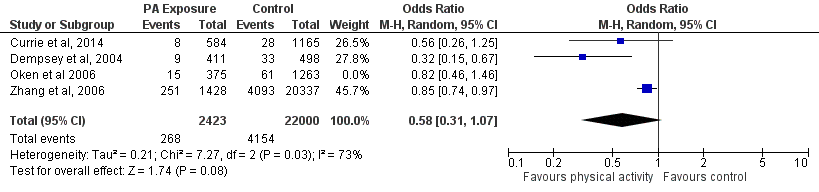 PA Exposure Control Odds Ratio Odds Ratio
Study or Subgroup Events Total Events Total Weight M-H, Random, 95% CI M-H, Random, 95% CI
Currie et al, 2014 8 584 28 1165 26.5% 0.56 [0.26, 1.25]
Dempsey et al, 2004 9 411 33 498 27.8% 0.32 [0.15, 0.67]
Oken et al 2006 15 375 61 1263 0.0% 0.82 [0.46, 1.46]
Zhang et al, 2006 251 1428 4093 20337 45.7% 0.85 [0.74, 0.97]
Total (95% CI) 2423 22000 100.0% 0.58 [0.31, 1.07]
Total events 268 4154
Heterogeneity: Tau² = 0.21; Chi² = 7.27, df = 2 (P = 0.03); I² = 73%
Test for overall effect: Z = 1.74 (P = 0.08)
0.1 0.2 0.5 1 2 5 10
Favours physical activity Favours control